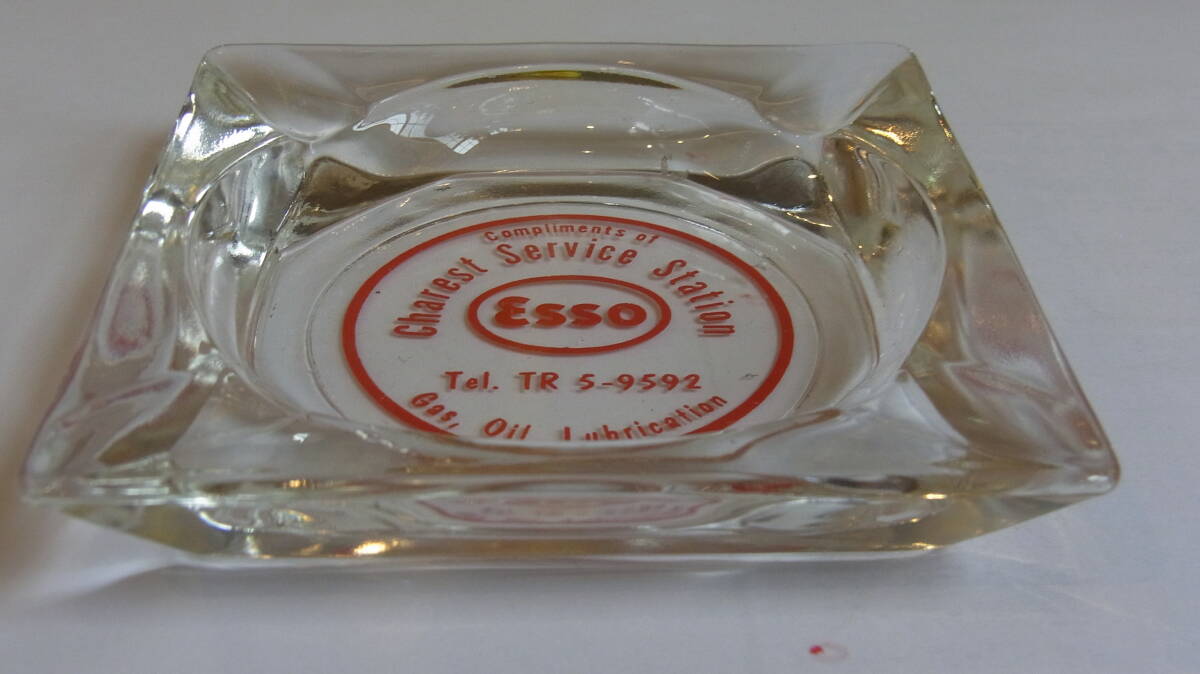 Compliments of
Charest Service Station
Esso
Tel. TR 5-9592
Gas, Oil, Lubrication